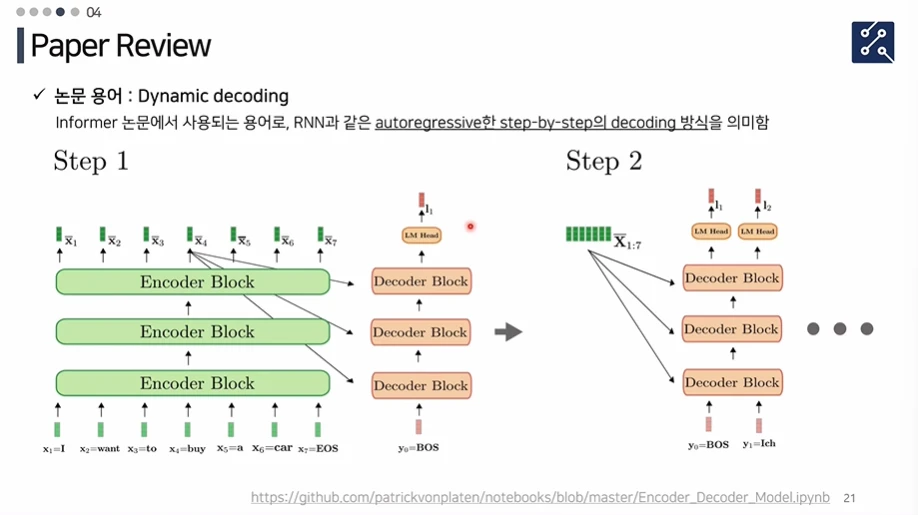 04
Paper Review
✓ 논문 용어 : Dynamic decoding
Informer 논문에서 사용되는 용어로, RNN과 같은 autoregressive한 step-by-step의 decoding 방식을 의미함
Step 1
Step 2
l₁
l₁ l₂
LM Head
LM Head LM Head
x̅₁ x̅₂ x̅₃ x̅₄ x̅₅ x̅₆ x̅₇
X̅₁:₇
Encoder Block
Decoder Block
Decoder Block
Encoder Block
Decoder Block
Decoder Block
Encoder Block
Decoder Block
Decoder Block
x₁=I x₂=want x₃=to x₄=buy x₅=a x₆=car x₇=EOS
y₀=BOS
y₀=BOS y₁=Ich
https://github.com/patrickvonplaten/notebooks/blob/master/Encoder_Decoder_Model.ipynb 21